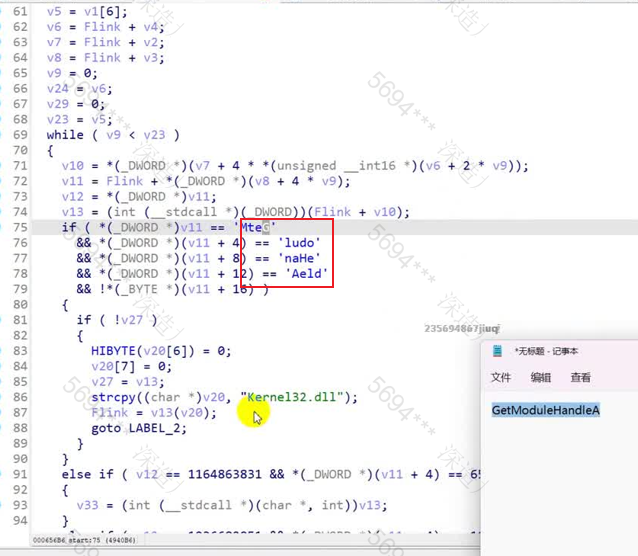 61 v5 = v1[6];
62 v6 = Flink + v4;
63 v7 = Flink + v2;
64 v8 = Flink + v3;
65 v9 = 0;
66 v24 = v6;
67 v29 = 0;
68 v23 = v5;
69 while ( v9 < v23 )
70 {
71 v10 = *(_DWORD *)(v7 + 4 * *(unsigned __int16 *)(v6 + 2 * v9));
72 v11 = Flink + *(_DWORD *)(v8 + 4 * v9);
73 v12 = *(_DWORD *)v11;
74 v13 = (int (__stdcall *)(_DWORD))(Flink + v10);
75 if ( *(_DWORD *)v11 == 'MteG'
76 && *(_DWORD *)(v11 + 4) == 'ludo'
77 && *(_DWORD *)(v11 + 8) == 'naHe'
78 && *(_DWORD *)(v11 + 12) == 'Aeld'
79 && !*(_BYTE *)(v11 + 16) )
80 {
81 if ( !v27 )
82 {
83 HIBYTE(v20[6]) = 0;
84 v20[7] = 0;
85 v27 = v13;
86 strcpy((char *)v20, "Kernel32.dll");
87 Flink = v13(v20);
88 goto LABEL_2;
89 }
90 }
91 else if ( v12 == 1164863831 && *(_DWORD *)(v11 + 4) == 65
92 {
93 v33 = (int (__stdcall *)(char *, int))v13;
94 }
000656B6 start:75 (4940B6)
235694867jiuqi
*无标题 - 记事本
文件 编辑 查看
GetModuleHandleA
5694*** 深造